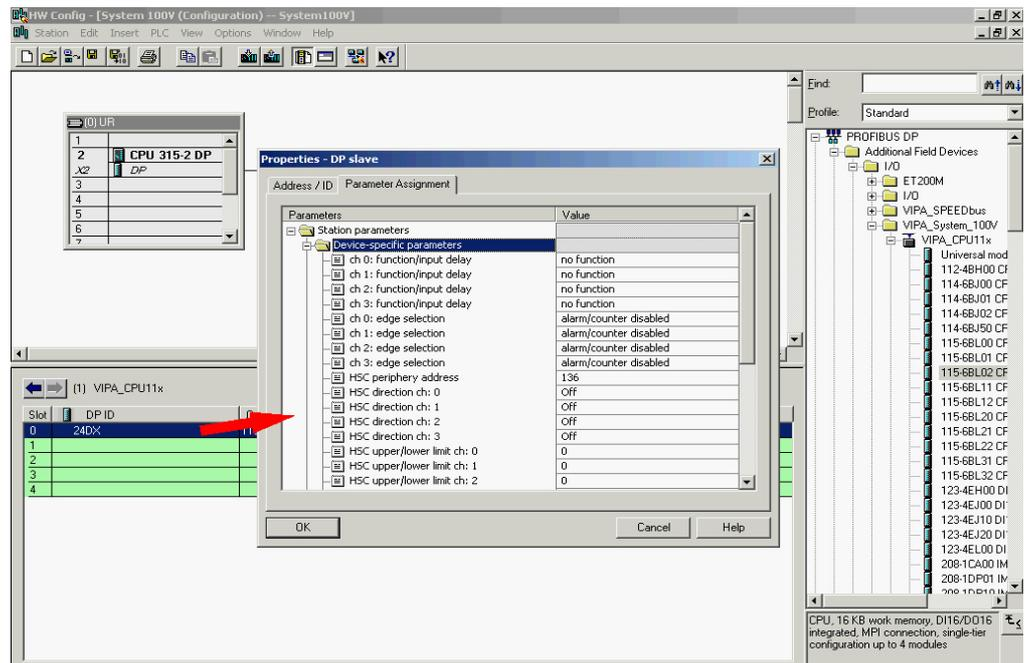 HW Config - [System 100V (Configuration) -- System100V]
Station Edit Insert PLC View Options Window Help
(0) UR
1
2 CPU 315-2 DP
X2 DP
3
4
5
6
7
Properties - DP slave
Address / ID Parameter Assignment
Parameters Value
Station parameters
Device-specific parameters
ch 0: function/input delay no function
ch 1: function/input delay no function
ch 2: function/input delay no function
ch 3: function/input delay no function
ch 0: edge selection alarm/counter disabled
ch 1: edge selection alarm/counter disabled
ch 2: edge selection alarm/counter disabled
ch 3: edge selection alarm/counter disabled
HSC periphery address 136
HSC direction ch: 0 Off
HSC direction ch: 1 Off
HSC direction ch: 2 Off
HSC direction ch: 3 Off
HSC upper/lower limit ch: 0 0
HSC upper/lower limit ch: 1 0
HSC upper/lower limit ch: 2 0
OK Cancel Help
(1) VIPA_CPU11x
Slot DP ID
0 24DX
1
2
3
4
Find:
Profile: Standard
PROFIBUS DP
Additional Field Devices
I/O
ET200M
I/O
VIPA_SPEEDbus
VIPA_System_100V
VIPA_CPU11x
Universal mod
112-4BH00 CF
114-6BJ00 CF
114-6BJ01 CF
114-6BJ02 CF
114-6BJ50 CF
115-6BL00 CF
115-6BL01 CF
115-6BL02 CF
115-6BL11 CF
115-6BL12 CF
115-6BL20 CF
115-6BL21 CF
115-6BL22 CF
115-6BL31 CF
115-6BL32 CF
123-4EH00 DI
123-4EJ00 DI
123-4EJ10 DI
123-4EJ20 DI
123-4EL00 DI
208-1CA00 IM
208-1DP01 IM
208-1DP10 IM
CPU, 16 KB work memory, DI16/DO16
integrated, MPI connection, single-tier
configuration up to 4 modules